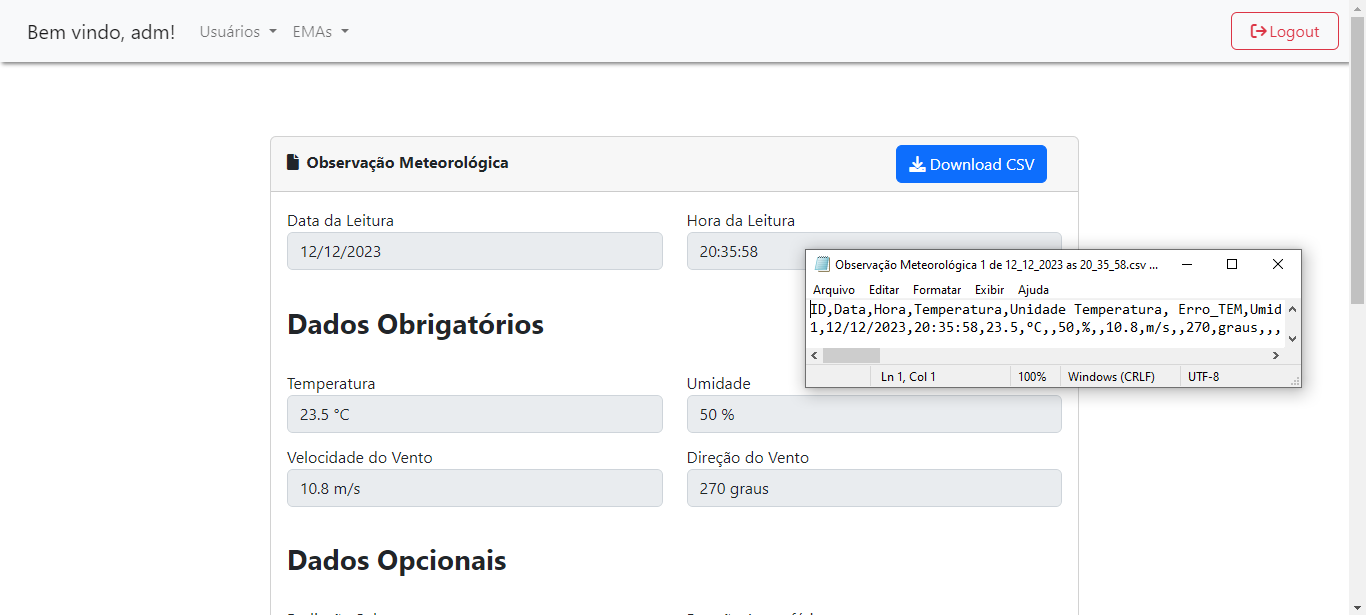 Bem vindo, adm! Usuários EMAs Logout
Observação Meteorológica Download CSV
Data da Leitura Hora da Leitura
12/12/2023 20:35:58
Dados Obrigatórios
Temperatura Umidade
23.5 °C 50 %
Velocidade do Vento Direção do Vento
10.8 m/s 270 graus
Dados Opcionais
Observação Meteorológica 1 de 12_12_2023 as 20_35_58.csv ...
Arquivo Editar Formatar Exibir Ajuda
ID,Data,Hora,Temperatura,Unidade Temperatura, Erro_TEM,Umid
1,12/12/2023,20:35:58,23.5,ºC,,50,%,,10.8,m/s,,270,graus,,,
Ln 1, Col 1 100% Windows (CRLF) UTF-8